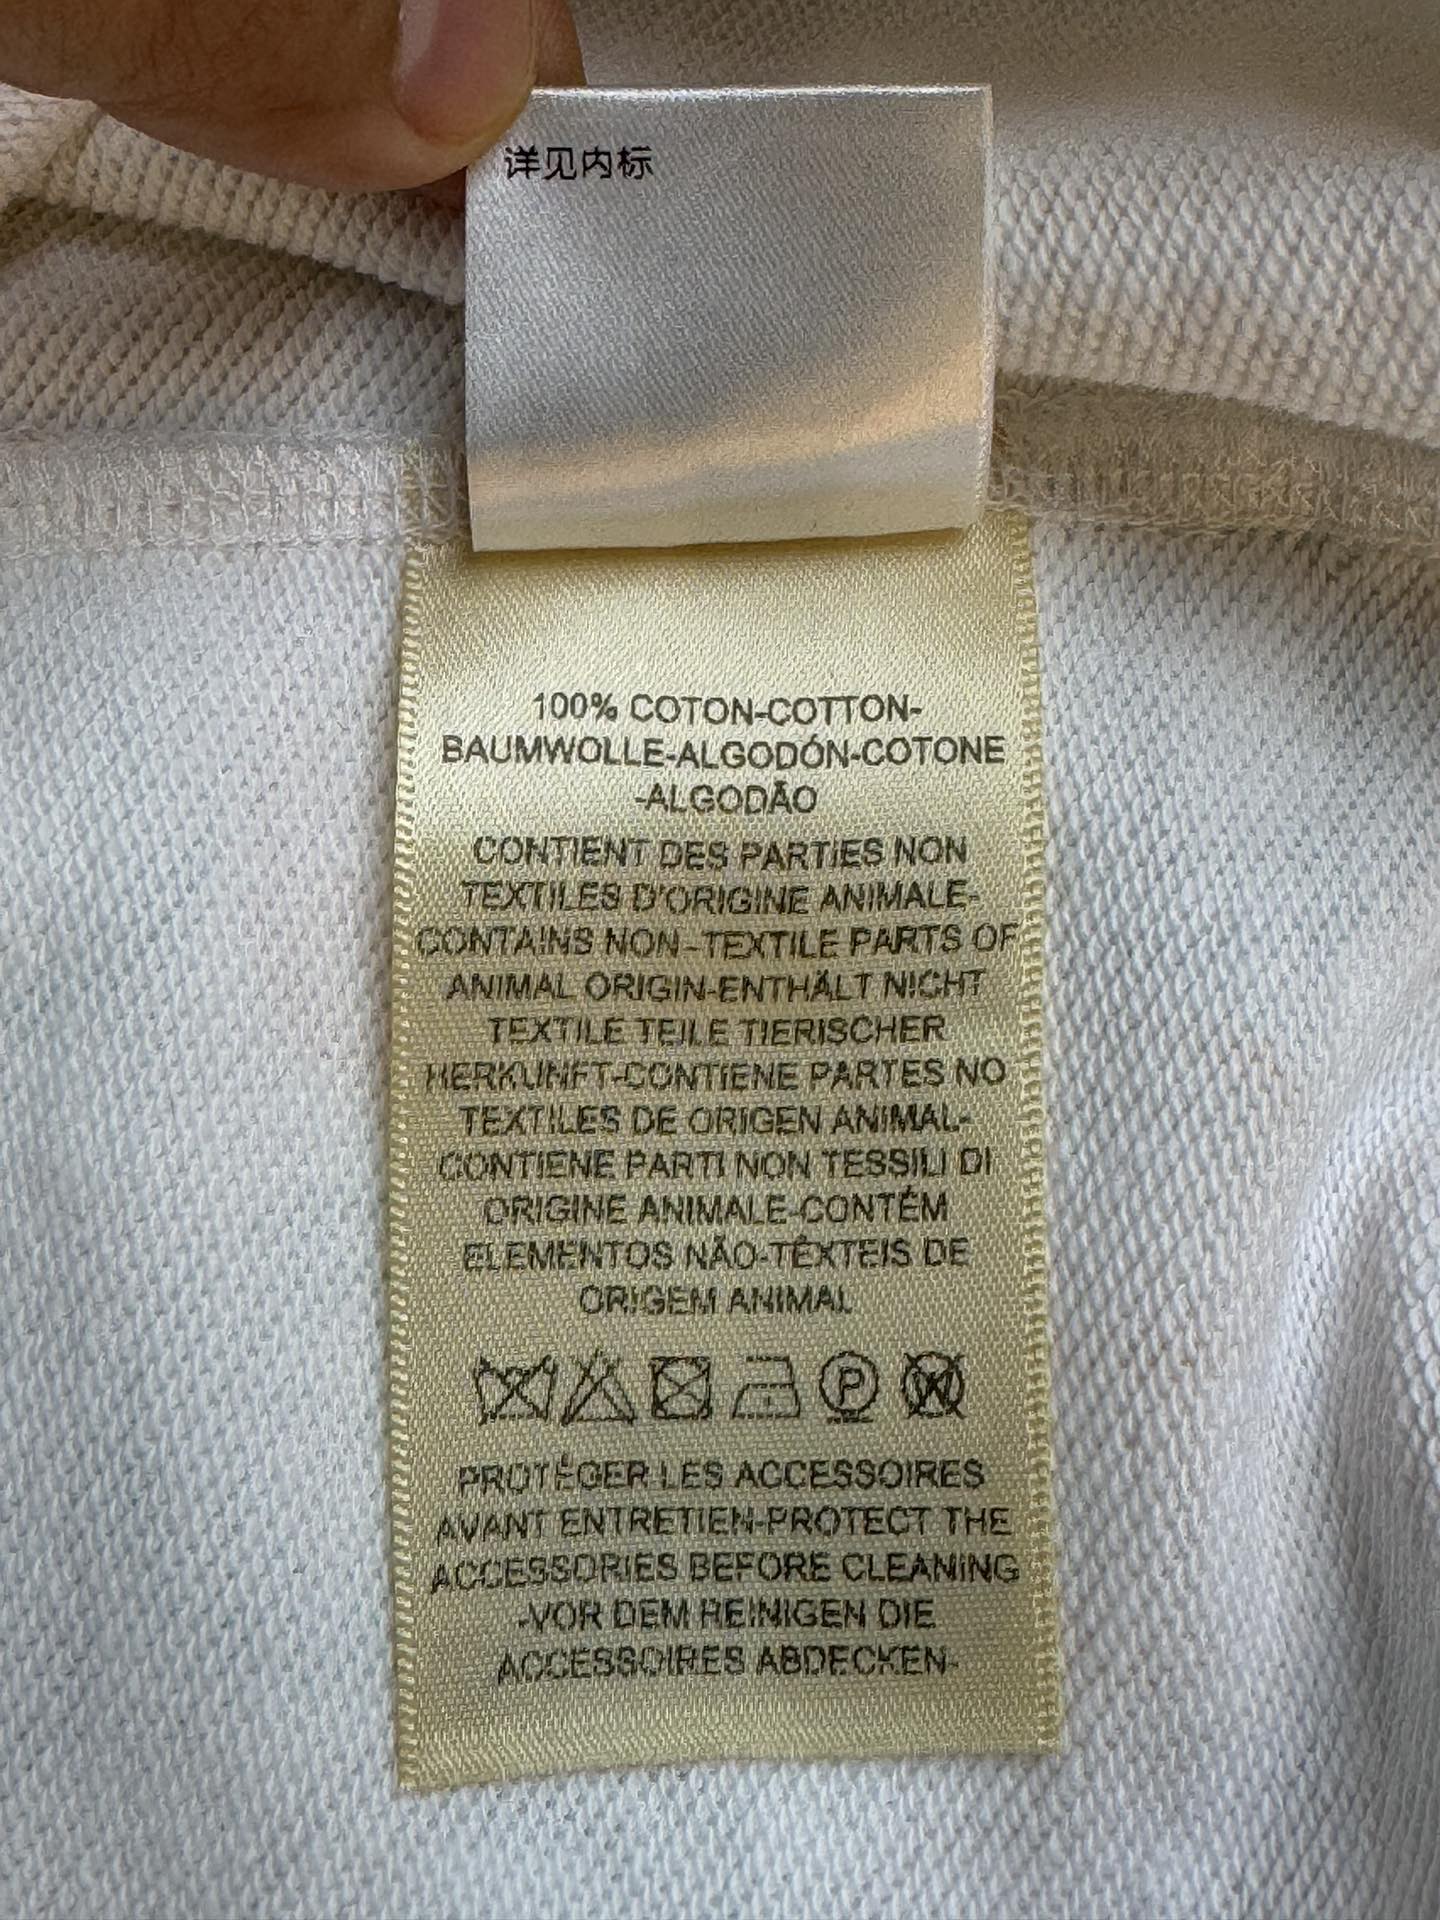 详见内标
100% COTON-COTTON-
BAUMWOLLE-ALGODÓN-COTONE
-ALGODÃO
CONTIENT DES PARTIES NON
TEXTILES D'ORIGINE ANIMALE-
CONTAINS NON-TEXTILE PARTS OF
ANIMAL ORIGIN-ENTHÄLT NICHT
TEXTILE TEILE TIERISCHER
HERKUNFT-CONTIENE PARTES NO
TEXTILES DE ORIGEN ANIMAL-
CONTIENE PARTI NON TESSILI DI
ORIGINE ANIMALE-CONTÉM
ELEMENTOS NÃO-TÊXTEIS DE
ORIGEM ANIMAL
P W
PROTÉGER LES ACCESSOIRES
AVANT ENTRETIEN-PROTECT THE
ACCESSORIES BEFORE CLEANING
-VOR DEM REINIGEN DIE
ACCESSOIRES ABDECKEN-